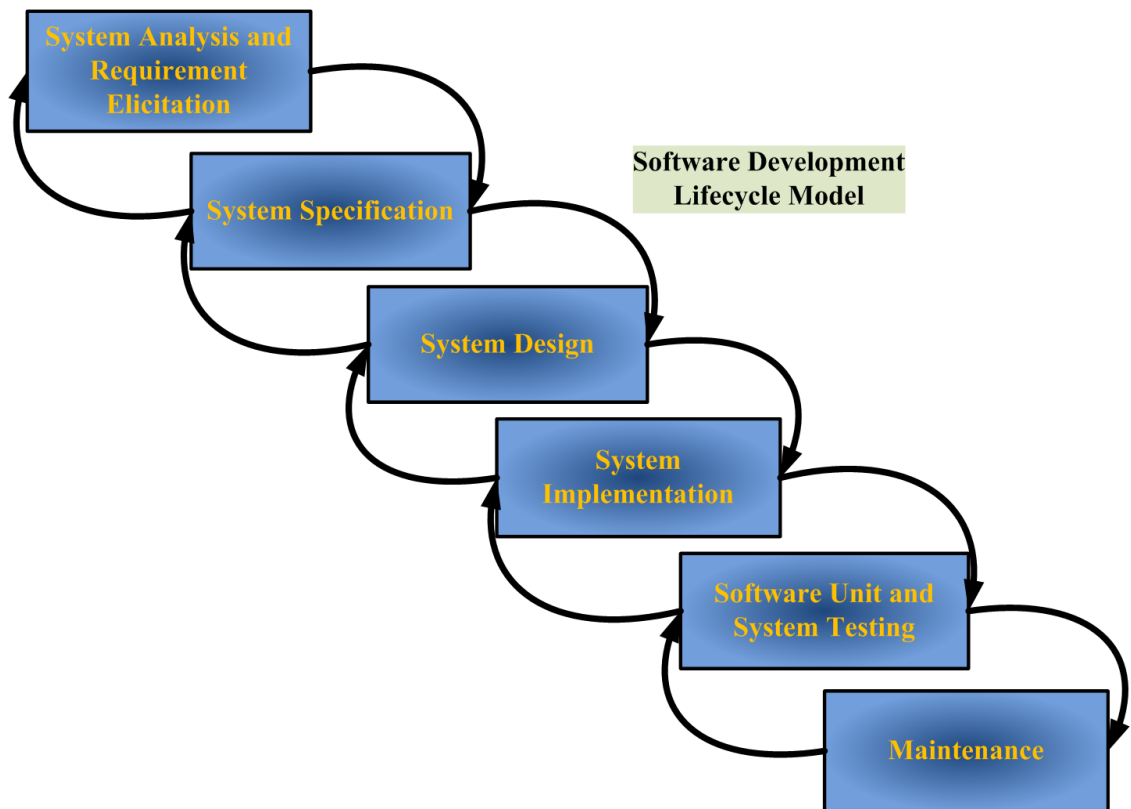 System Analysis and
Requirement
Elicitation
Software Development
Lifecycle Model
System Specification
System Design
System
Implementation
Software Unit and
System Testing
Maintenance